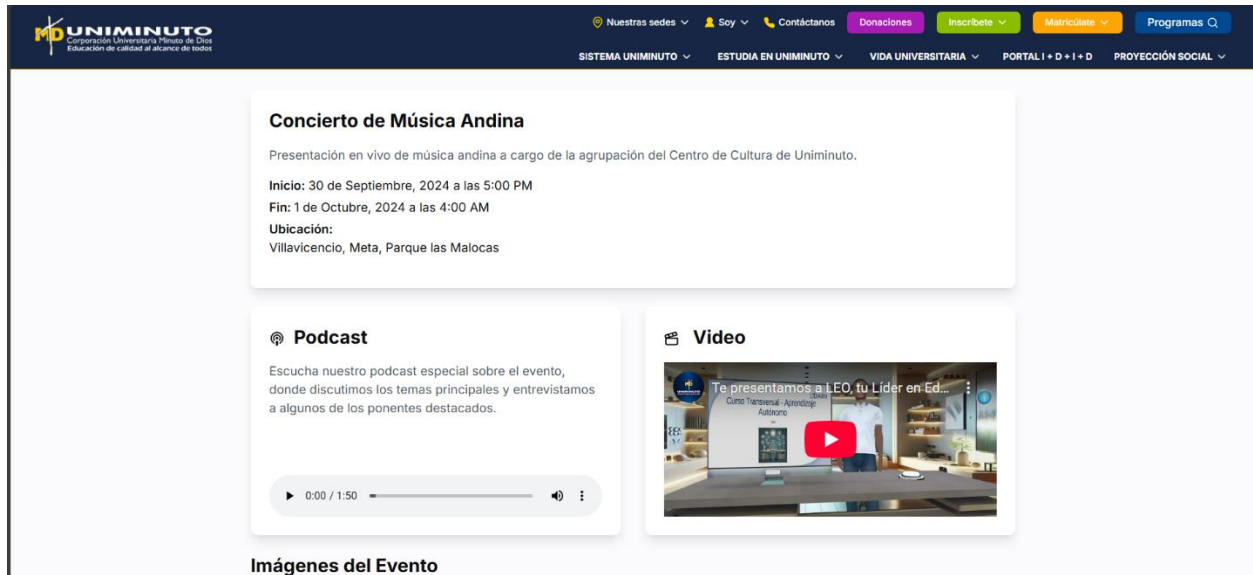 UNIMINUTO
Corporación Universitaria Minuto de Dios
Educación de calidad al alcance de todos
Nuestras sedes
Soy
Contáctanos
Donaciones
Inscríbete
Matricúlate
Programas
SISTEMA UNIMINUTO
ESTUDIA EN UNIMINUTO
VIDA UNIVERSITARIA
PORTAL I + D + I + D
PROYECCIÓN SOCIAL
Concierto de Música Andina
Presentación en vivo de música andina a cargo de la agrupación del Centro de Cultura de Uniminuto.
Inicio: 30 de Septiembre, 2024 a las 5:00 PM
Fin: 1 de Octubre, 2024 a las 4:00 AM
Ubicación:
Villavicencio, Meta, Parque las Malocas
Podcast
Escucha nuestro podcast especial sobre el evento,
donde discutimos los temas principales y entrevistamos
a algunos de los ponentes destacados.
0:00 / 1:50
Video
Te presentamos a LEO, tu Líder en Ed...
Curso Transversal - Aprendizaje
Autónomo
Imágenes del Evento